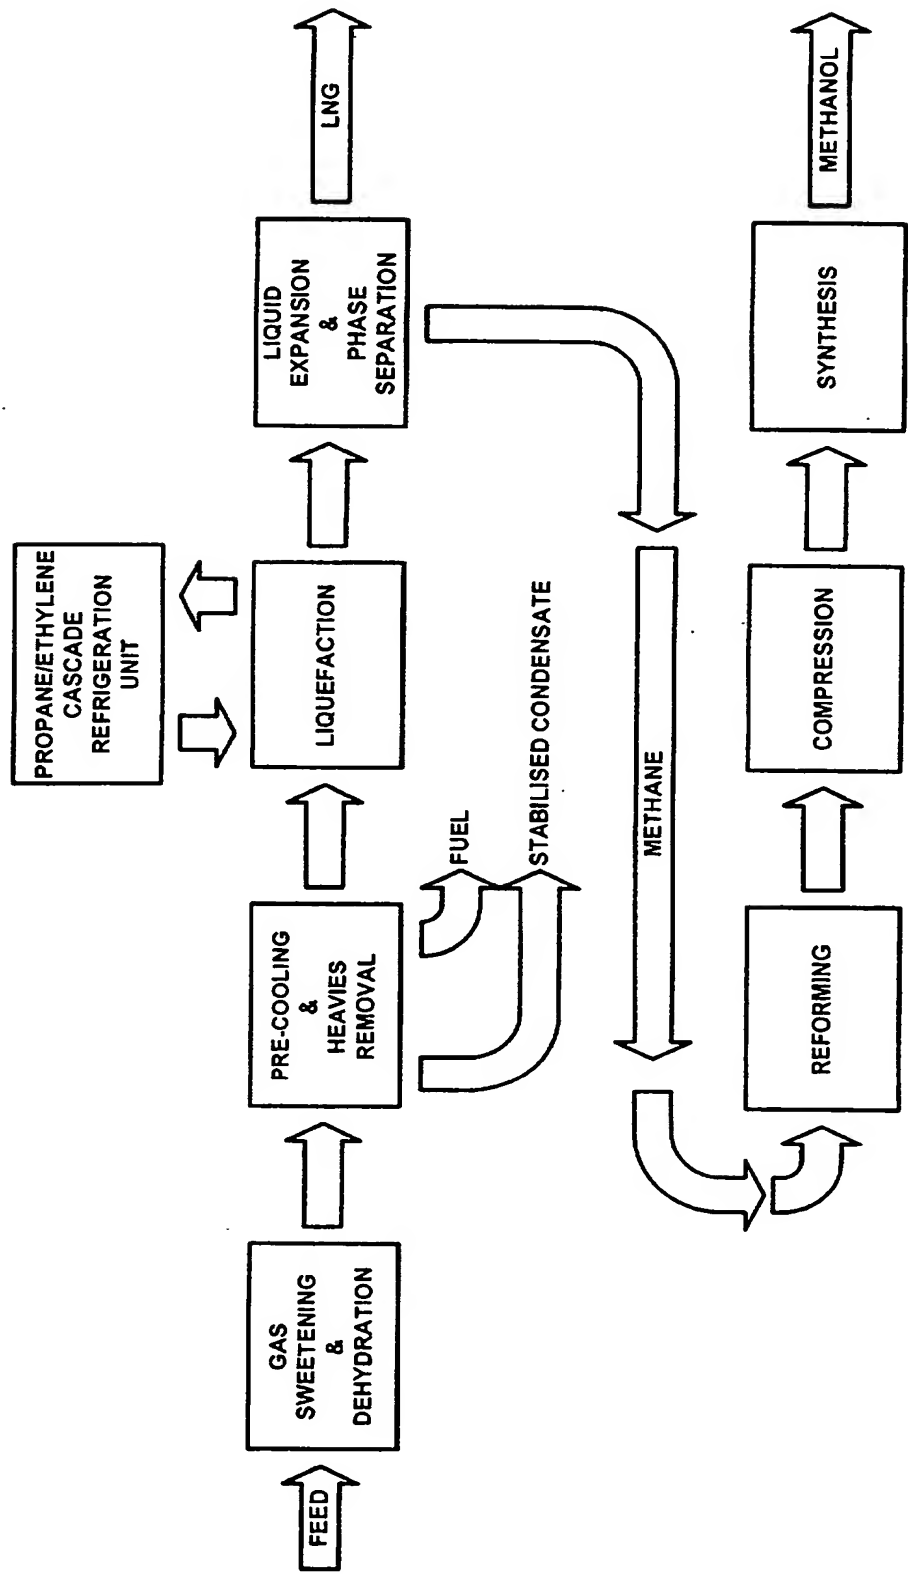 FEED
GAS
SWEETENING
&
DEHYDRATION
PRE-COOLING
&
HEAVIES
REMOVAL
FUEL
STABILISED CONDENSATE
PROPANE/ETHYLENE
CASCADE
REFRIGERATION
UNIT
LIQUEFACTION
LIQUID
EXPANSION
&
PHASE
SEPARATION
LNG
METHANE
REFORMING
COMPRESSION
SYNTHESIS
METHANOL